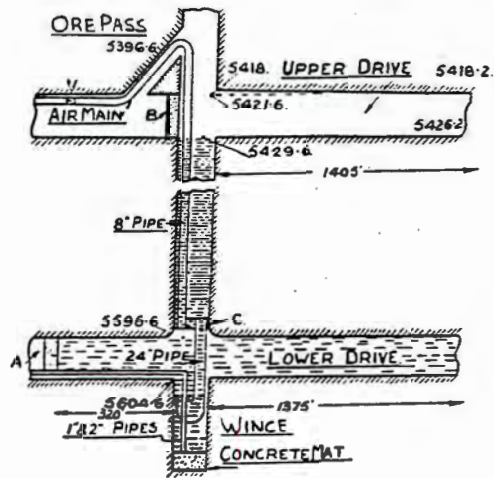 ORE PASS
5396·6
5418·
UPPER DRIVE
5418·2
V
AIR MAIN
B
5421·6
5426·2
5429·6
1405'
8" PIPE
5596·6
C
A
24" PIPE
LOWER DRIVE
5604·6
320'
1375'
1"&2" PIPES
WINCE
CONCRETE MAT